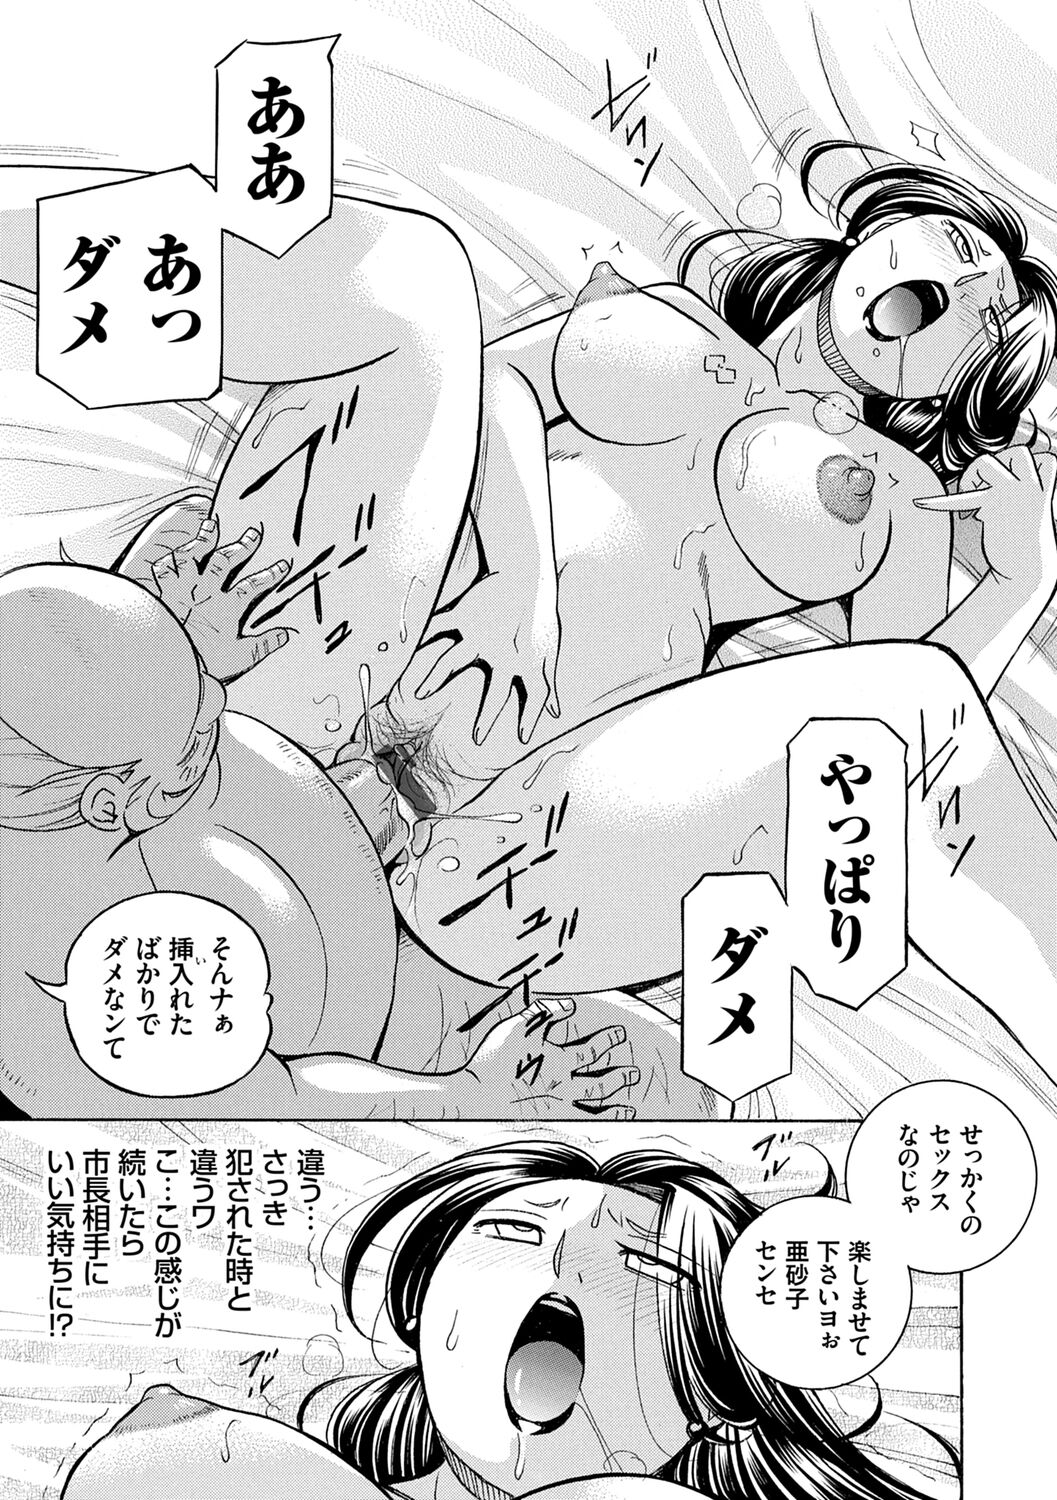 ああ
あっ
ダメ
やっぱり
ダメ
そんナぁ
挿入れた
ばかりで
ダメなンて
せっかくの
セックス
なのじゃ
楽しませて
下さいヨぉ
亜砂子
センセ
違う…
さっき
犯された時と
違うワ
こ…この感じが
続いたら
市長相手に
いい気持ちに!?